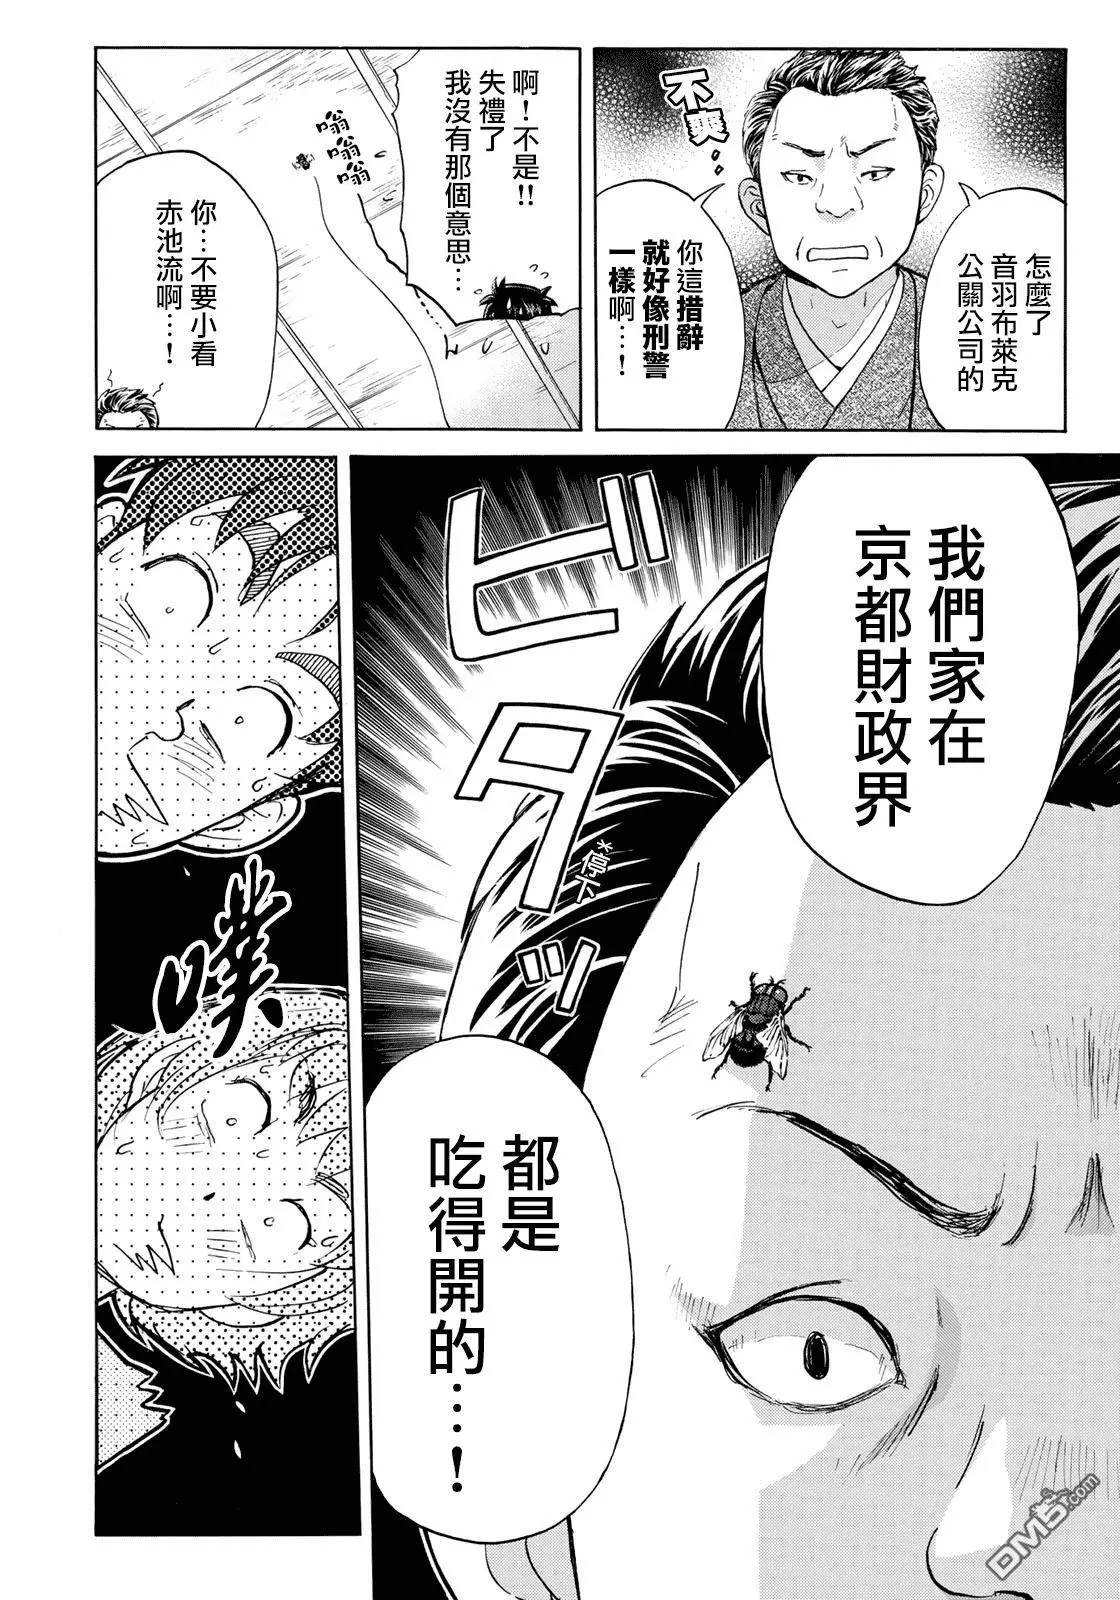 不爽‥
怎麼了
音羽布萊克
公關公司的
你這措辭
就好像刑警
一樣啊…!
啊!不是!!
失禮了
我沒有那個意思…
嗡
嗡
嗡
你…不要小看
赤池流啊…!
我們家在
京都財政界
ピタッ
*停下
都是
吃得開的…!
噗
DM5.com